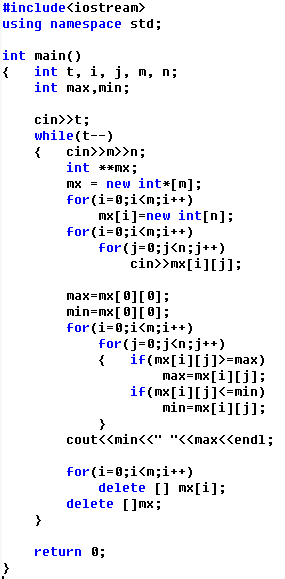 #include<iostream>
using namespace std;
int main()
{   int t, i, j, m, n;
    int max,min;
    cin>>t;
    while(t--)
    {   cin>>m>>n;
        int **mx;
        mx = new int*[m];
        for(i=0;i<m;i++)
            mx[i]=new int[n];
        for(i=0;i<m;i++)
            for(j=0;j<n;j++)
                cin>>mx[i][j];
        max=mx[0][0];
        min=mx[0][0];
        for(i=0;i<m;i++)
            for(j=0;j<n;j++)
            {   if(mx[i][j]>=max)
                    max=mx[i][j];
                if(mx[i][j]<=min)
                    min=mx[i][j];
            }
        cout<<min<<" "<<max<<endl;
        for(i=0;i<m;i++)
            delete [] mx[i];
        delete []mx;
    }
    return 0;
}